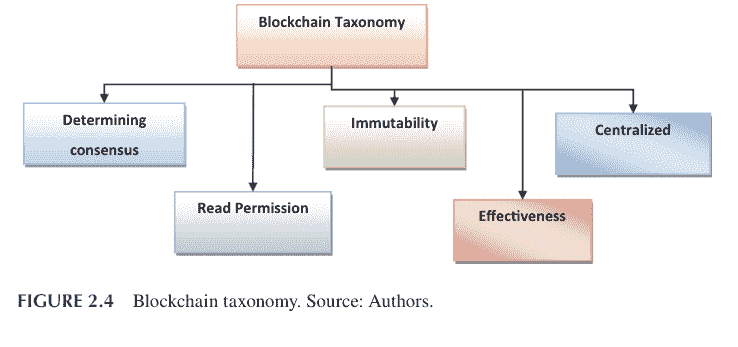 Blockchain Taxonomy
Determining
consensus
Immutability
Centralized
Read Permission
Effectiveness
FIGURE 2.4 Blockchain taxonomy. Source: Authors.